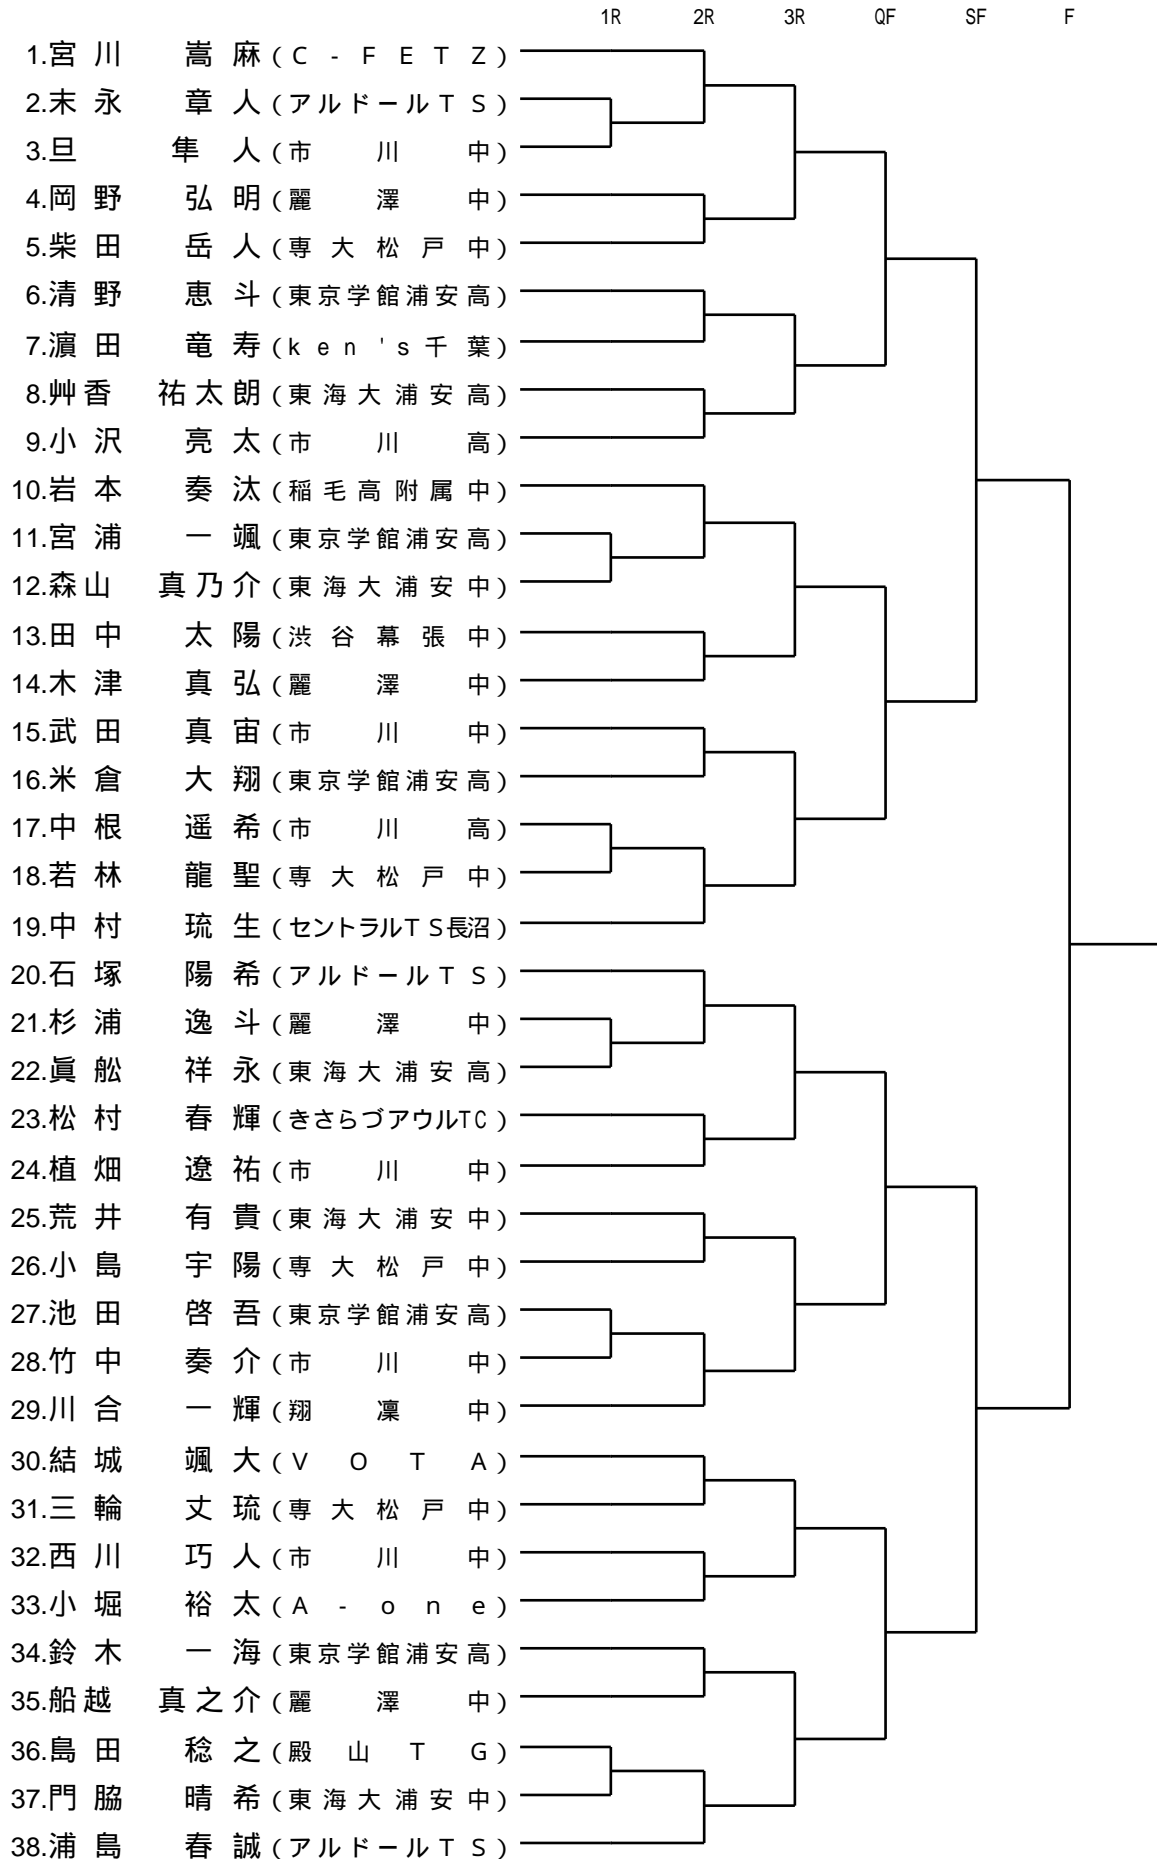 1R 2R 3R QF SF F
1.宮川 嵩麻(C-FETZ)
2.末永 章人(アルドールTS)
3.旦 隼人(市川中)
4.岡野 弘明(麗澤中)
5.柴田 岳人(専大松戸中)
6.清野 恵斗(東京学館浦安高)
7.濵田 竜寿(ken's千葉)
8.艸香 祐太朗(東海大浦安高)
9.小沢 亮太(市川高)
10.岩本 奏汰(稲毛高附属中)
11.宮浦 一颯(東京学館浦安高)
12.森山 真乃介(東海大浦安中)
13.田中 太陽(渋谷幕張中)
14.木津 真弘(麗澤中)
15.武田 真宙(市川中)
16.米倉 大翔(東京学館浦安高)
17.中根 遥希(市川高)
18.若林 龍聖(専大松戸中)
19.中村 琉生(セントラルTS長沼)
20.石塚 陽希(アルドールTS)
21.杉浦 逸斗(麗澤中)
22.眞舩 祥永(東海大浦安高)
23.松村 春輝(きさらづアウルTC)
24.植畑 遼祐(市川中)
25.荒井 有貴(東海大浦安中)
26.小島 宇陽(専大松戸中)
27.池田 啓吾(東京学館浦安高)
28.竹中 奏介(市川中)
29.川合 一輝(翔凜中)
30.結城 颯大(VOTA)
31.三輪 丈琉(専大松戸中)
32.西川 巧人(市川中)
33.小堀 裕太(A-one)
34.鈴木 一海(東京学館浦安高)
35.船越 真之介(麗澤中)
36.島田 稔之(殿山TG)
37.門脇 晴希(東海大浦安中)
38.浦島 春誠(アルドールTS)